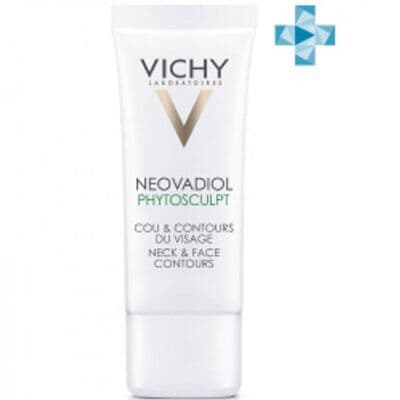 VICHY
LABORATOIRES
NEOVADIOL
PHYTOSCULPT
COU & CONTOURS
DU VISAGE
NECK & FACE
CONTOURS